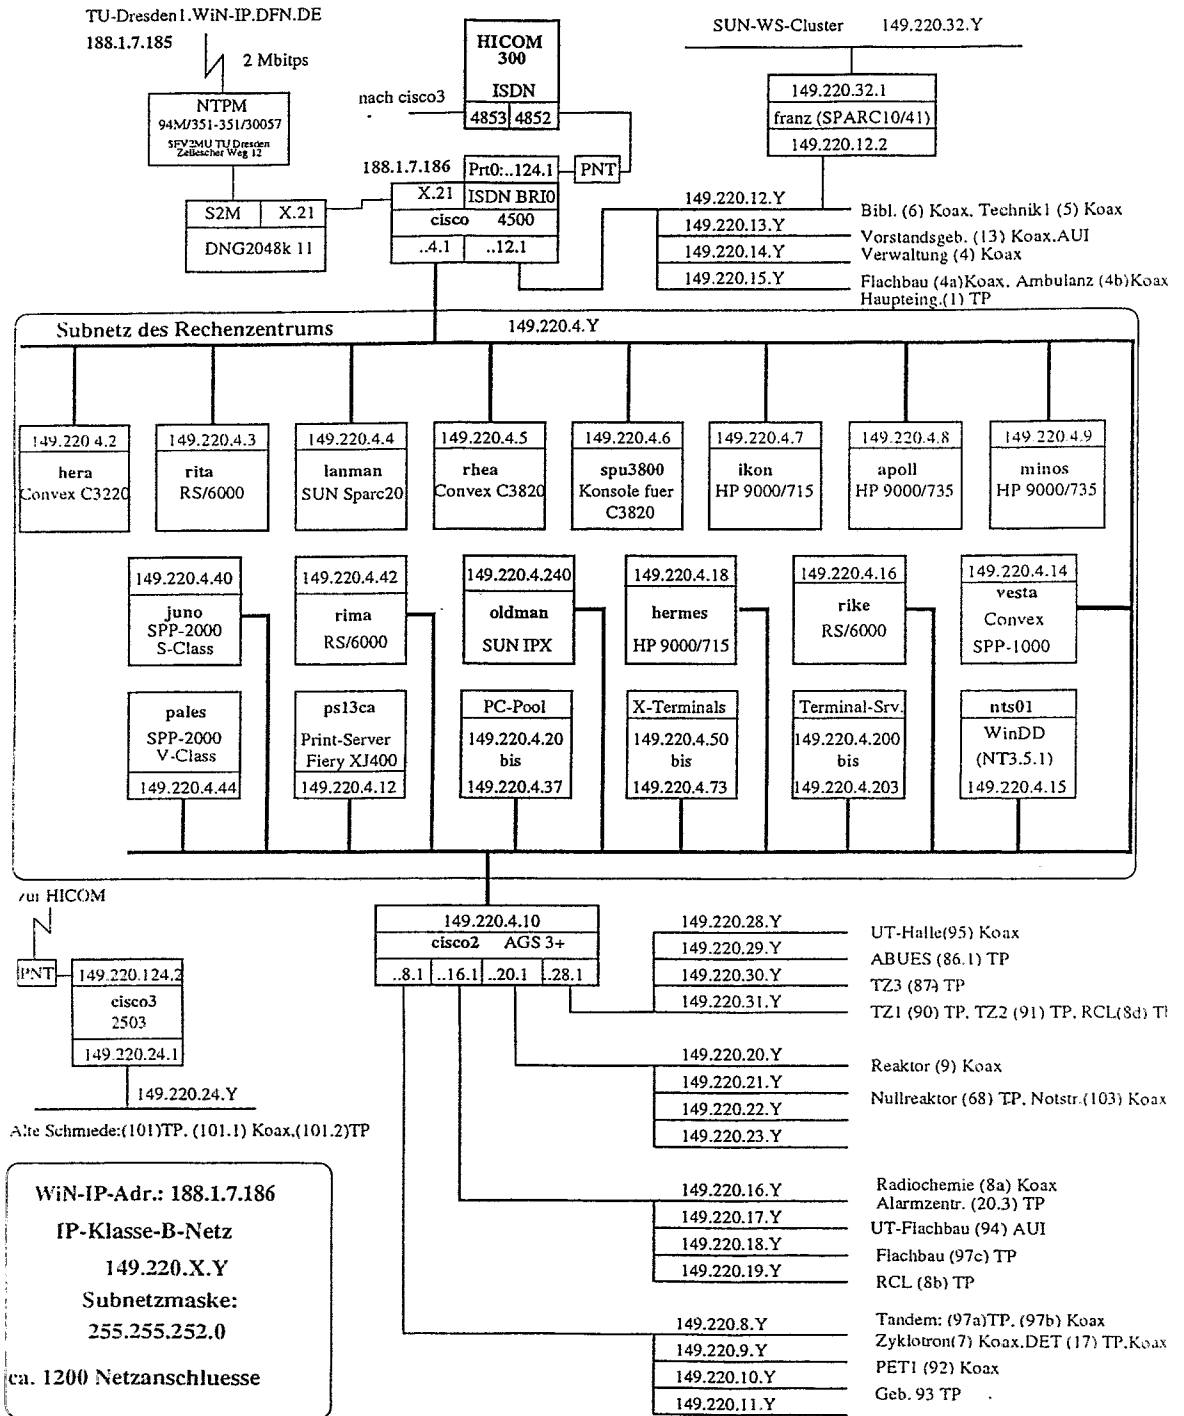 TU-Dresden1.WiN-IP.DFN.DE
188.1.7.185
2 Mbitps
NTPM
94M/351-351/30057
SFV2MU TU Dresden
Zellescher Weg 12
S2M X.21
DNG2048k 11
HICOM
300
ISDN
4853 4852
nach cisco3
188.1.7.186
Prt0:..124.1
PNT
X.21 ISDN BRI0
cisco 4500
..4.1 ..12.1
SUN-WS-Cluster 149.220.32.Y
149.220.32.1
franz (SPARC10/41)
149.220.12.2
149.220.12.Y
Bibl. (6) Koax, Technik1 (5) Koax
149.220.13.Y
Vorstandsgeb. (13) Koax,AUI
149.220.14.Y
Verwaltung (4) Koax
149.220.15.Y
Flachbau (4a)Koax, Ambulanz (4b)Koax
Haupteing.(1) TP
Subnetz des Rechenzentrums 149.220.4.Y
149.220 4.2
hera
Convex C3220
149.220.4.3
rita
RS/6000
149.220.4.4
lanman
SUN Sparc20
149.220.4.5
rhea
Convex C3820
149.220.4.6
spu3800
Konsole fuer
C3820
149.220.4.7
ikon
HP 9000/715
149.220.4.8
apoll
HP 9000/735
149.220.4.9
minos
HP 9000/735
149.220.4.40
juno
SPP-2000
S-Class
149.220.4.42
rima
RS/6000
149.220.4.240
oldman
SUN IPX
149.220.4.18
hermes
HP 9000/715
149.220.4.16
rike
RS/6000
149.220.4.14
vesta
Convex
SPP-1000
pales
SPP-2000
V-Class
149.220.4.44
ps13ca
Print-Server
Fiery XJ400
149.220.4.12
PC-Pool
149.220.4.20
bis
149.220.4.37
X-Terminals
149.220.4.50
bis
149.220.4.73
Terminal-Srv.
149.220.4.200
bis
149.220.4.203
nts01
WinDD
(NT3.5.1)
149.220.4.15
zur HICOM
PNT
149.220.124.2
cisco3
2503
149.220.24.1
149.220.24.Y
Alte Schmiede:(101)TP, (101.1) Koax,(101.2)TP
149.220.4.10
cisco2 AGS 3+
..8.1 ..16.1 ..20.1 ..28.1
149.220.28.Y
UT-Halle(95) Koax
149.220.29.Y
ABUES (86.1) TP
149.220.30.Y
TZ3 (87) TP
149.220.31.Y
TZ1 (90) TP, TZ2 (91) TP, RCL(8d)
149.220.20.Y
Reaktor (9) Koax
149.220.21.Y
Nullreaktor (68) TP, Notstr.(103) Koax
149.220.22.Y
149.220.23.Y
149.220.16.Y
Radiochemie (8a) Koax
Alarmzentr. (20.3) TP
149.220.17.Y
UT-Flachbau (94) AUI
149.220.18.Y
Flachbau (97c) TP
149.220.19.Y
RCL (8b) TP
149.220.8.Y
Tandem: (97a)TP, (97b) Koax
Zyklotron(7) Koax,DET (17) TP,Koax
149.220.9.Y
PET1 (92) Koax
149.220.10.Y
Geb. 93 TP
149.220.11.Y
WiN-IP-Adr.: 188.1.7.186
IP-Klasse-B-Netz
149.220.X.Y
Subnetzmaske:
255.255.252.0
ca. 1200 Netzanschluesse